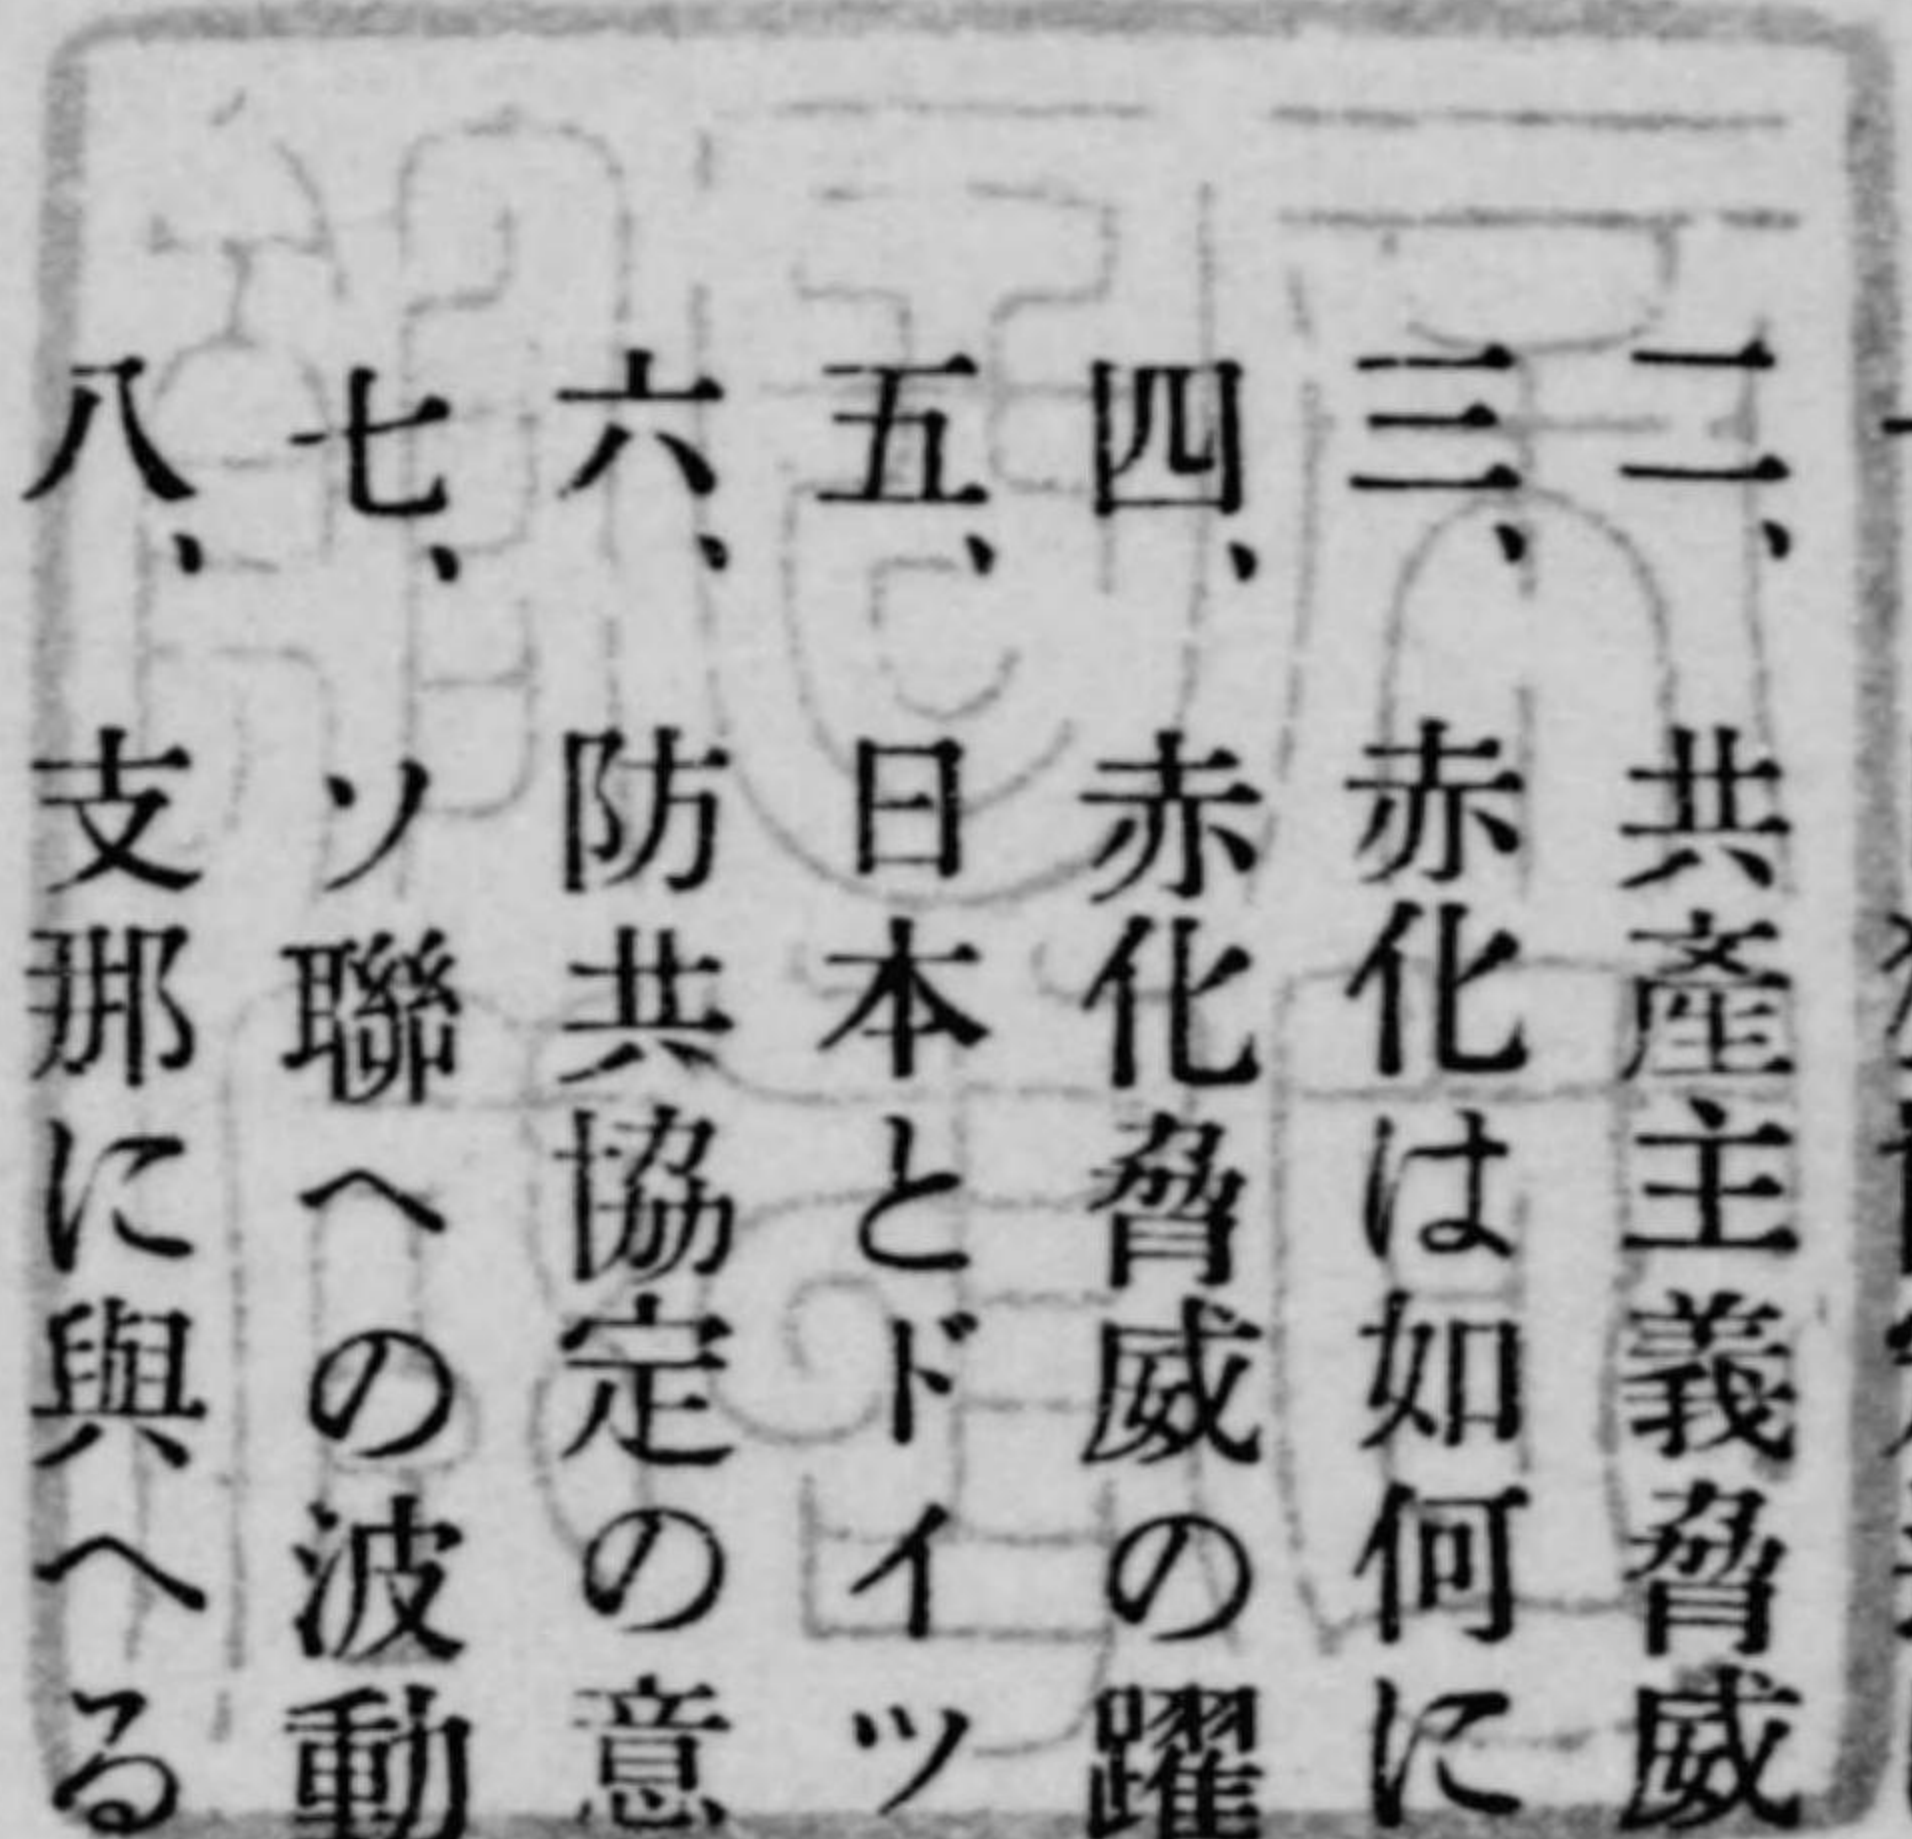 二、共產主義脅威
三、赤化は如何に
四、赤化脅威の躍
五、日本とドイツ
六、防共協定の意
七、ソ聯への波動
八、支那に與へる